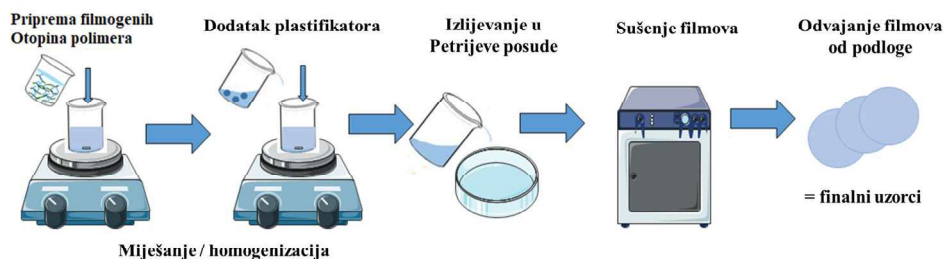 Priprema filmogenih
Otopina polimera
Dodatak plastifikatora
Izlijevanje u
Petrijeve posude
Sušenje filmova
Odvajanje filmova
od podloge
= finalni uzorci
Miješanje / homogenizacija